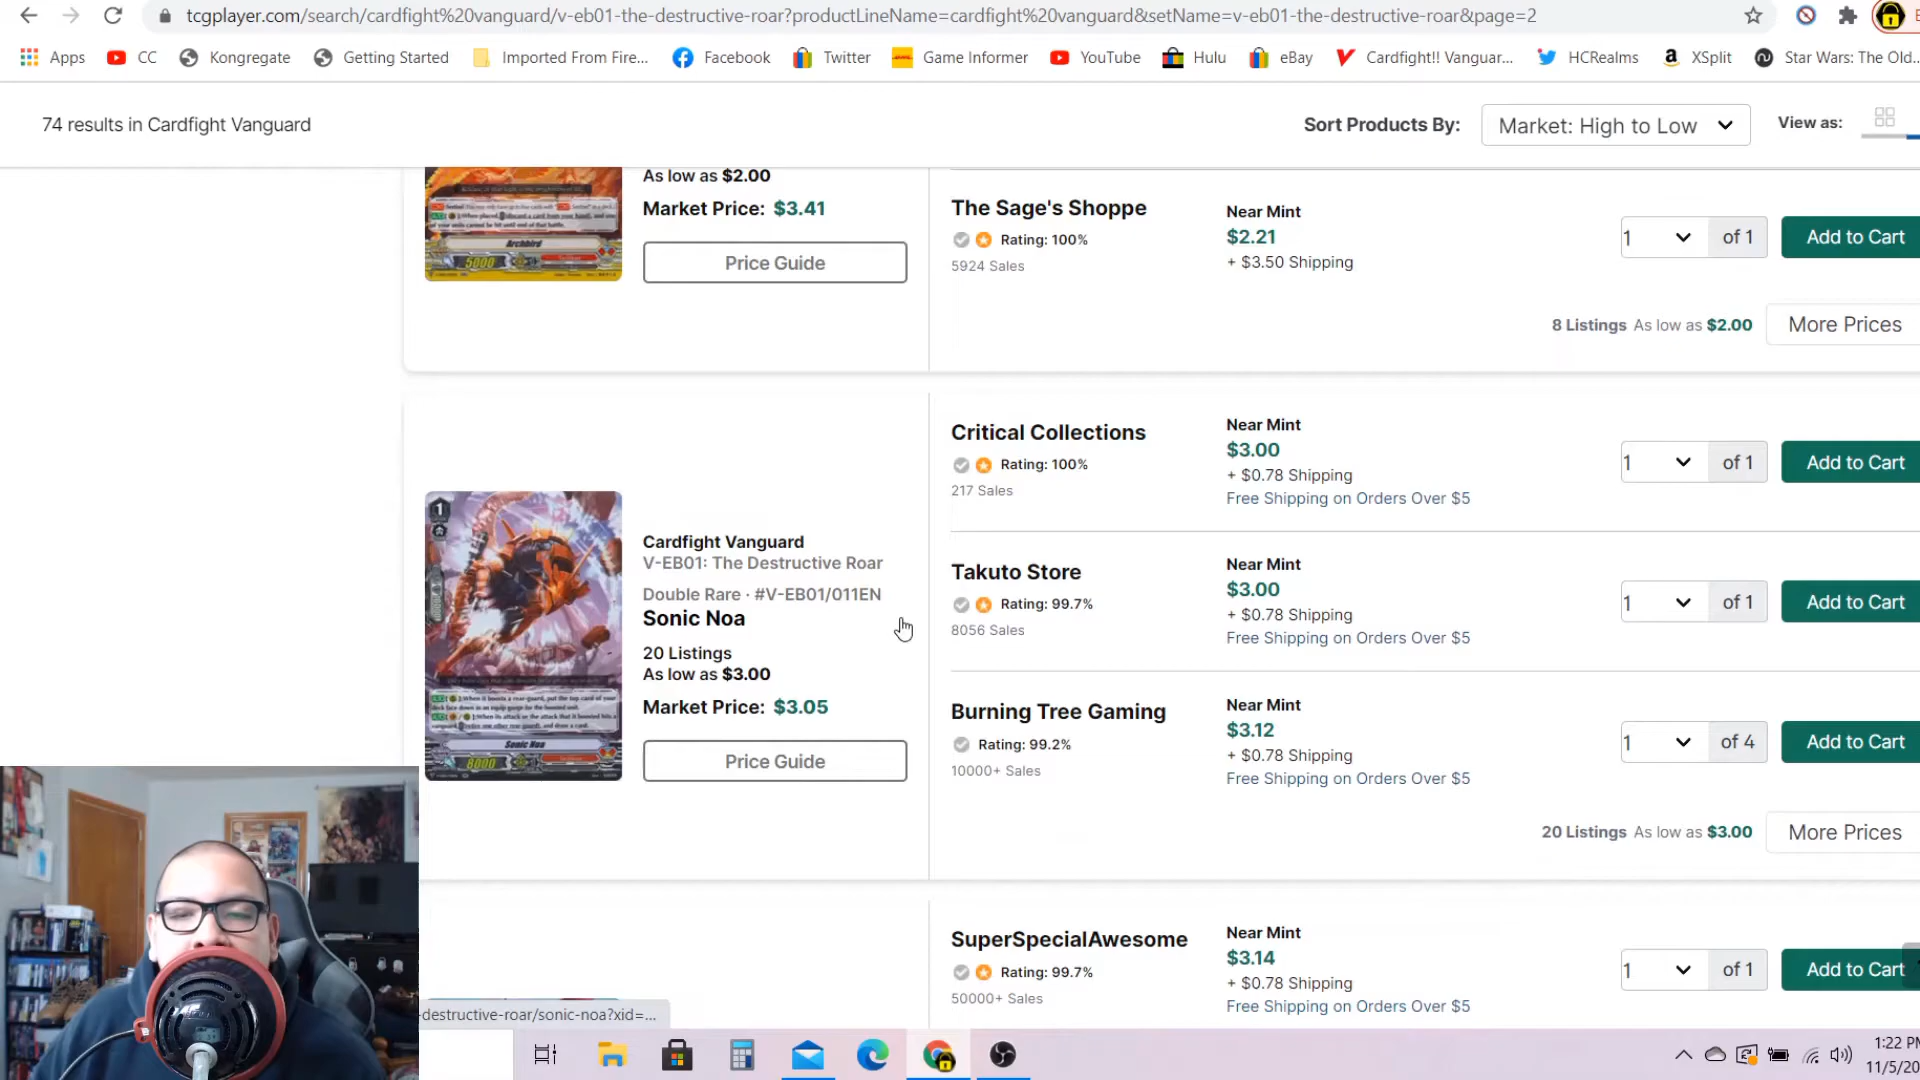 tcgplayer.com/search/cardfight%20vanguard/v-eb01-the-destructive-roar?productLineName=cardfight%20vanguard&setName=v-eb01-the-destructive-roar&page=2
Apps CC Kongregate Getting Started Imported From Fire... Facebook Twitter Game Informer YouTube Hulu eBay Cardfight!! Vanguar... HCRealms XSplit Star Wars: The Old...
74 results in Cardfight Vanguard
Sort Products By: Market: High to Low View as:
As low as $2.00
Market Price: $3.41
Price Guide
Archbird
5000
The Sage's Shoppe
Rating: 100%
5924 Sales
Near Mint
$2.21
+ $3.50 Shipping
1 of 1 Add to Cart
8 Listings As low as $2.00 More Prices
1
Sonic Noa
8000
Cardfight Vanguard
V-EB01: The Destructive Roar
Double Rare · #V-EB01/011EN
Sonic Noa
20 Listings
As low as $3.00
Market Price: $3.05
Price Guide
Critical Collections
Rating: 100%
217 Sales
Near Mint
$3.00
+ $0.78 Shipping
Free Shipping on Orders Over $5
1 of 1 Add to Cart
Takuto Store
Rating: 99.7%
8056 Sales
Near Mint
$3.00
+ $0.78 Shipping
Free Shipping on Orders Over $5
1 of 1 Add to Cart
Burning Tree Gaming
Rating: 99.2%
10000+ Sales
Near Mint
$3.12
+ $0.78 Shipping
Free Shipping on Orders Over $5
1 of 4 Add to Cart
20 Listings As low as $3.00 More Prices
SuperSpecialAwesome
Rating: 99.7%
50000+ Sales
Near Mint
$3.14
+ $0.78 Shipping
Free Shipping on Orders Over $5
1 of 1 Add to Cart
-destructive-roar/sonic-noa?xid=...
1:22 PM
11/5/20